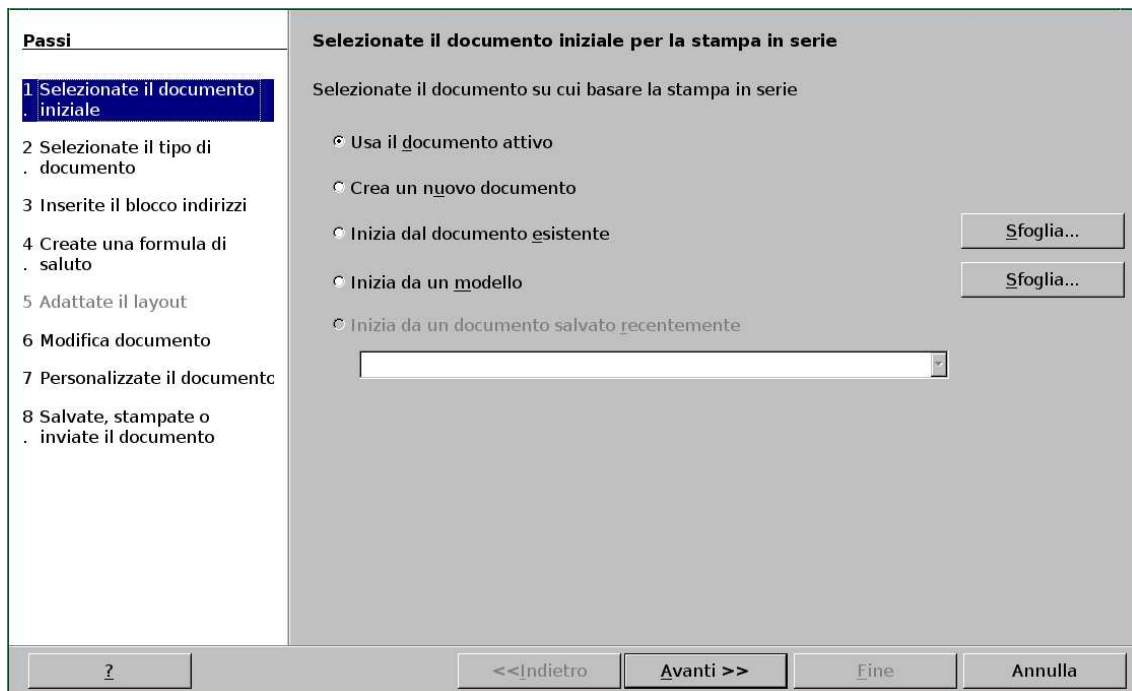 Passi
1 Selezionate il documento
. iniziale
2 Selezionate il tipo di
. documento
3 Inserite il blocco indirizzi
4 Create una formula di
. saluto
5 Adattate il layout
6 Modifica documento
7 Personalizzate il documento
8 Salvate, stampate o
. inviate il documento
Selezionate il documento iniziale per la stampa in serie
Selezionate il documento su cui basare la stampa in serie
Usa il documento attivo
Crea un nuovo documento
Inizia dal documento esistente
Sfoglia...
Inizia da un modello
Sfoglia...
Inizia da un documento salvato recentemente
?
<<Indietro
Avanti >>
Fine
Annulla